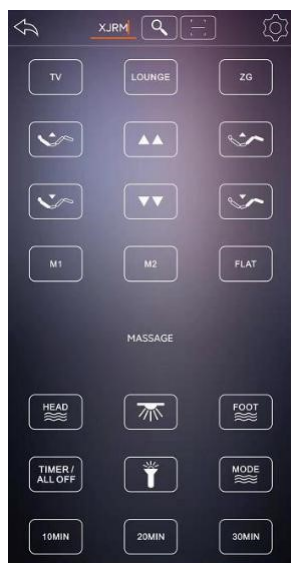 XJRM
TV LOUNGE ZG
M1 M2 FLAT
MASSAGE
HEAD FOOT
TIMER /
ALL OFF
MODE
10MIN 20MIN 30MIN